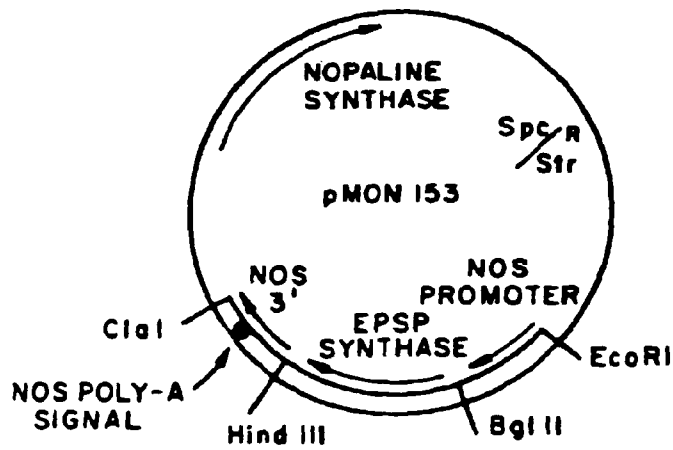 NOPALINE
SYNTHASE
Spc R
Str
pMON 153
NOS
3'
NOS
PROMOTER
EPSP
SYNTHASE
ClaI
EcoRI
NOS POLY-A
SIGNAL
Hind III
Bgl II